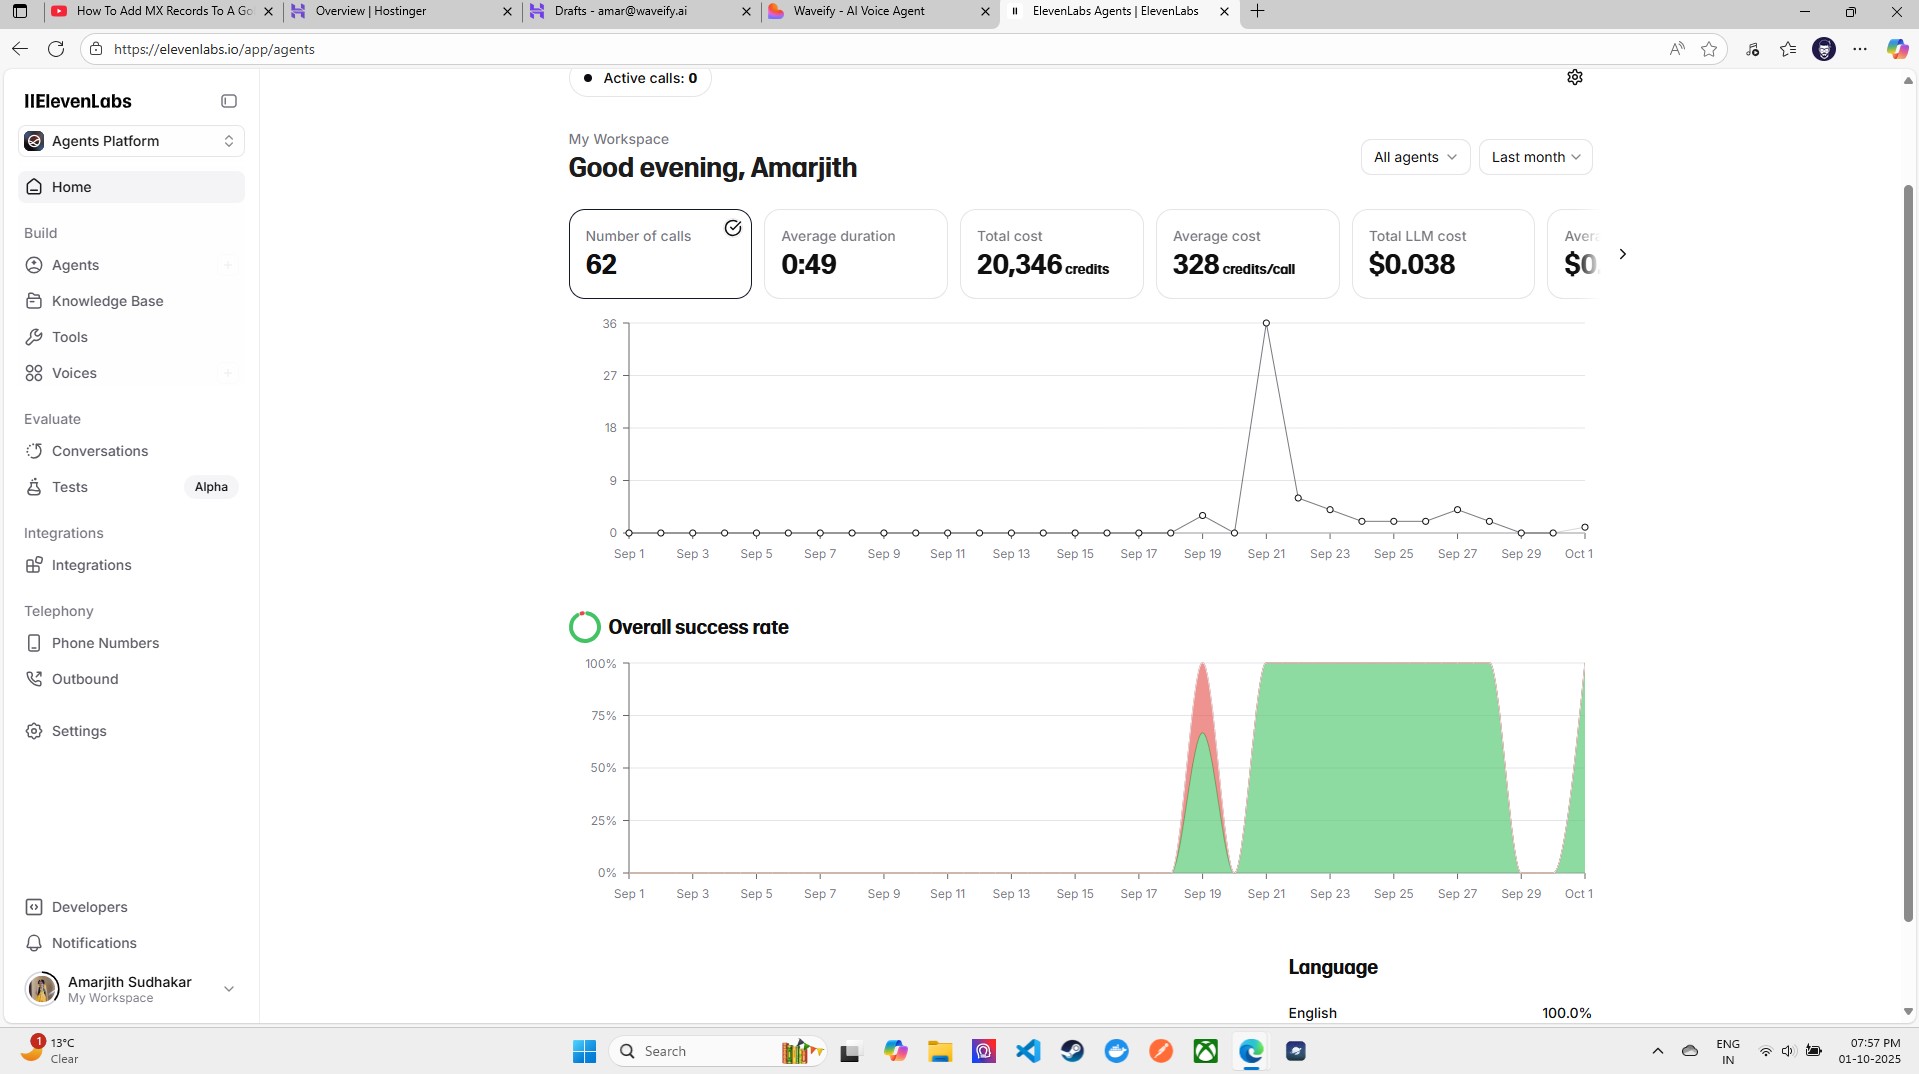 How To Add MX Records To A Go
Overview | Hostinger
Drafts - amar@waveify.ai
Waveify - AI Voice Agent
ElevenLabs Agents | ElevenLabs
https://elevenlabs.io/app/agents
IIElevenLabs
Agents Platform
Home
Build
Agents
Knowledge Base
Tools
Voices
Evaluate
Conversations
Tests
Alpha
Integrations
Integrations
Telephony
Phone Numbers
Outbound
Settings
Developers
Notifications
Amarjith Sudhakar
My Workspace
Active calls: 0
My Workspace
Good evening, Amarjith
All agents
Last month
Number of calls
62
Average duration
0:49
Total cost
20,346 credits
Average cost
328 credits/call
Total LLM cost
$0.038
Avera
$0.
36
27
18
9
0
Sep 1 Sep 3 Sep 5 Sep 7 Sep 9 Sep 11 Sep 13 Sep 15 Sep 17 Sep 19 Sep 21 Sep 23 Sep 25 Sep 27 Sep 29 Oct 1
Overall success rate
100%
75%
50%
25%
0%
Sep 1 Sep 3 Sep 5 Sep 7 Sep 9 Sep 11 Sep 13 Sep 15 Sep 17 Sep 19 Sep 21 Sep 23 Sep 25 Sep 27 Sep 29 Oct 1
Language
English 100.0%
1
13°C
Clear
Search
ENG
IN
07:57 PM
01-10-2025